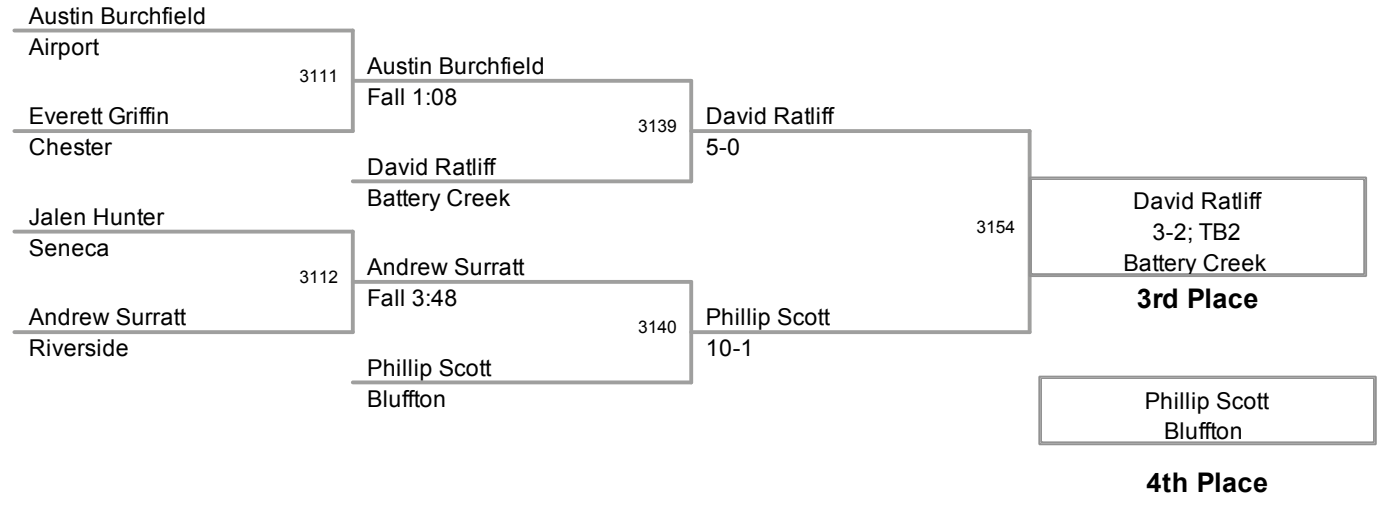 Austin Burchfield
Airport
3111
Everett Griffin
Chester
Austin Burchfield
Fall 1:08
3139
David Ratliff
Battery Creek
Jalen Hunter
Seneca
3112
Andrew Surratt
Riverside
Andrew Surratt
Fall 3:48
3140
Phillip Scott
Bluffton
David Ratliff
5-0
3154
Phillip Scott
10-1
David Ratliff
3-2; TB2
Battery Creek
3rd Place
Phillip Scott
Bluffton
4th Place